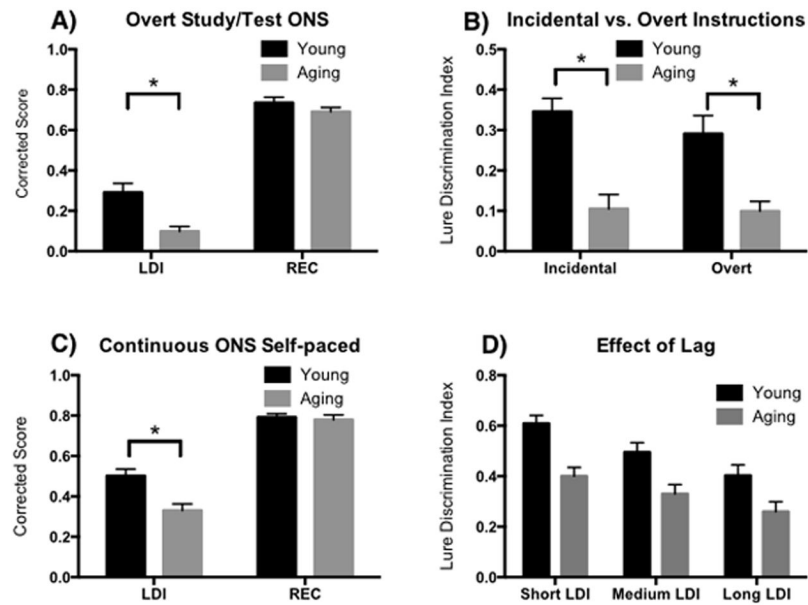 A) Overt Study/Test ONS
Young
Aging
Corrected Score
1.0
0.8
0.6
0.4
0.2
0.0
*
LDI REC
B) Incidental vs. Overt Instructions
Young
Aging
Lure Discrimination Index
0.5
0.4
0.3
0.2
0.1
0.0
*
*
Incidental Overt
C) Continuous ONS Self-paced
Young
Aging
Corrected Score
1.0
0.8
0.6
0.4
0.2
0.0
*
LDI REC
D) Effect of Lag
Young
Aging
Lure Discrimination Index
0.8
0.6
0.4
0.2
0.0
Short LDI Medium LDI Long LDI